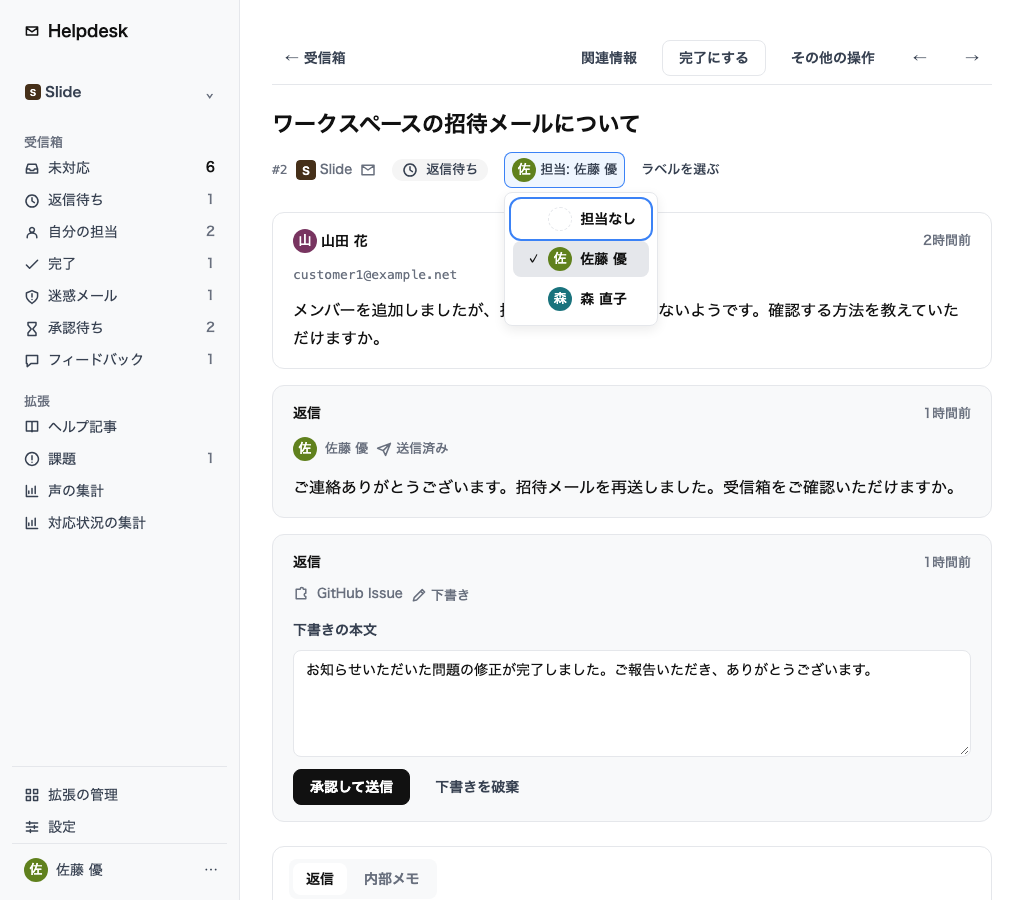 Helpdesk
S Slide
受信箱
未対応 6
返信待ち 1
自分の担当 2
完了 1
迷惑メール 1
承認待ち 2
フィードバック 1
拡張
ヘルプ記事
課題 1
声の集計
対応状況の集計
拡張の管理
設定
佐 佐藤 優 …
← 受信箱 関連情報 完了にする その他の操作 ← →
ワークスペースの招待メールについて
#2 S Slide 返信待ち 佐 担当: 佐藤 優 ラベルを選ぶ
担当なし
✓ 佐 佐藤 優
森 森 直子
山 山田 花 2時間前
customer1@example.net
メンバーを追加しましたが、 ないようです。確認する方法を教えていた
だけますか。
返信 1時間前
佐 佐藤 優 送信済み
ご連絡ありがとうございます。招待メールを再送しました。受信箱をご確認いただけますか。
返信 1時間前
GitHub Issue 下書き
下書きの本文
お知らせいただいた問題の修正が完了しました。ご報告いただき、ありがとうございます。
承認して送信 下書きを破棄
返信 内部メモ